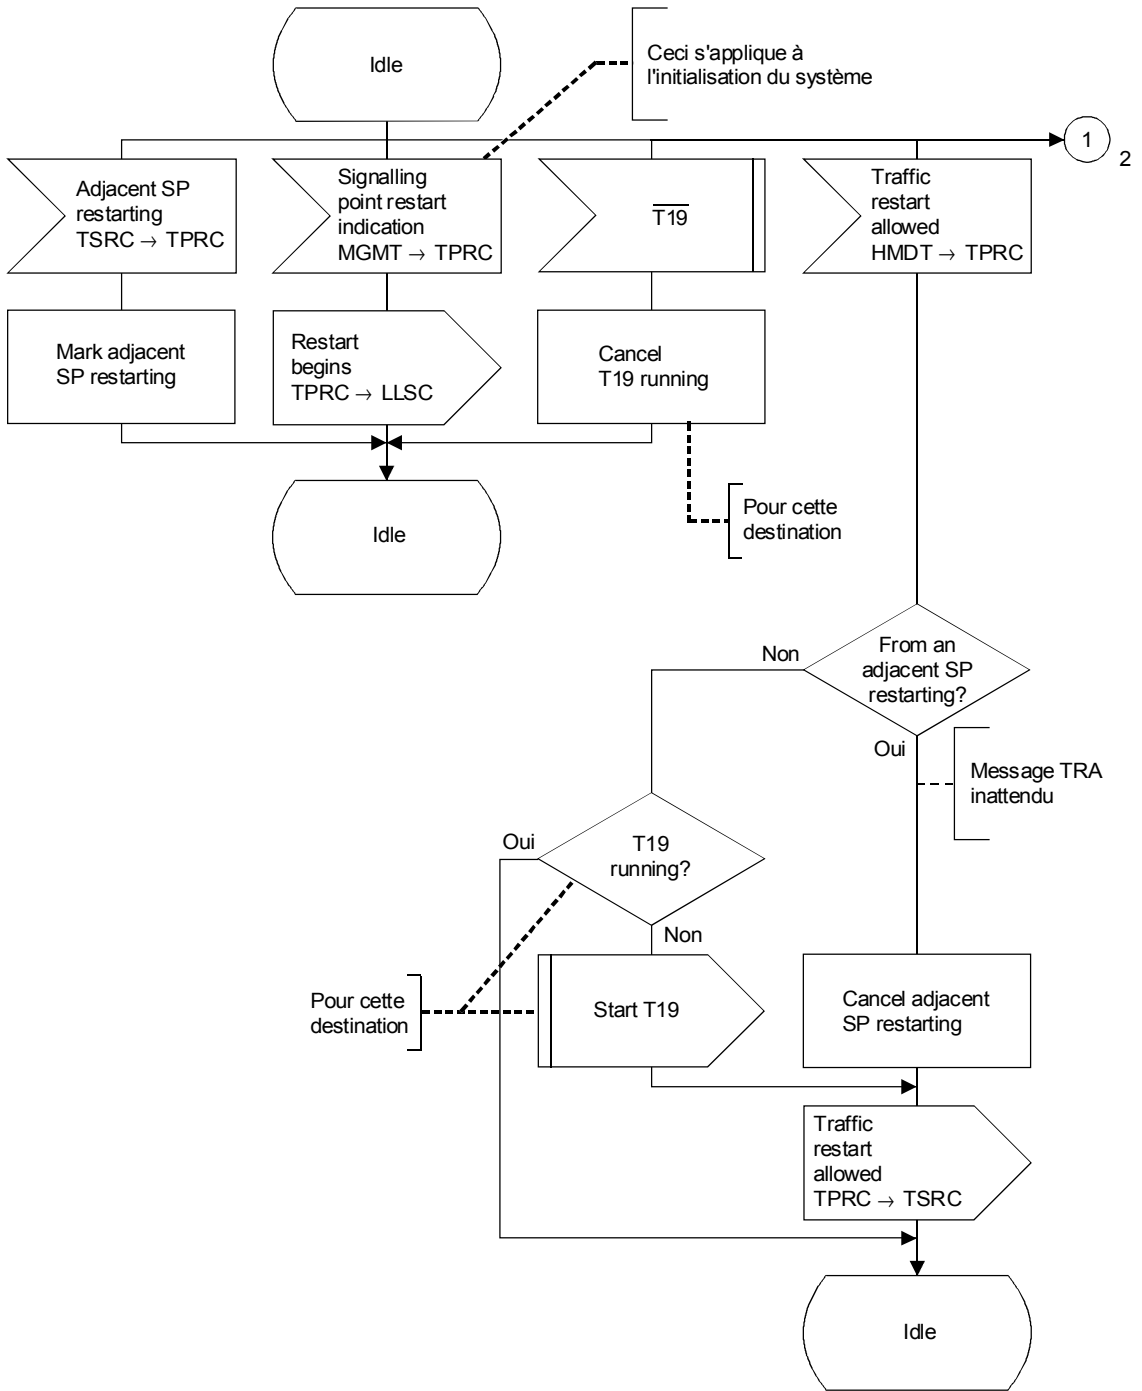 Idle
Ceci s'applique à
l'initialisation du système
1
2
Adjacent SP
restarting
TSRC → TPRC
Signalling
point restart
indication
MGMT → TPRC
T19
Traffic
restart
allowed
HMDT → TPRC
Mark adjacent
SP restarting
Restart
begins
TPRC → LLSC
Cancel
T19 running
Pour cette
destination
Idle
From an
adjacent SP
restarting?
Non
Oui
Message TRA
inattendu
Oui
T19
running?
Non
Pour cette
destination
Start T19
Cancel adjacent
SP restarting
Traffic
restart
allowed
TPRC → TSRC
Idle